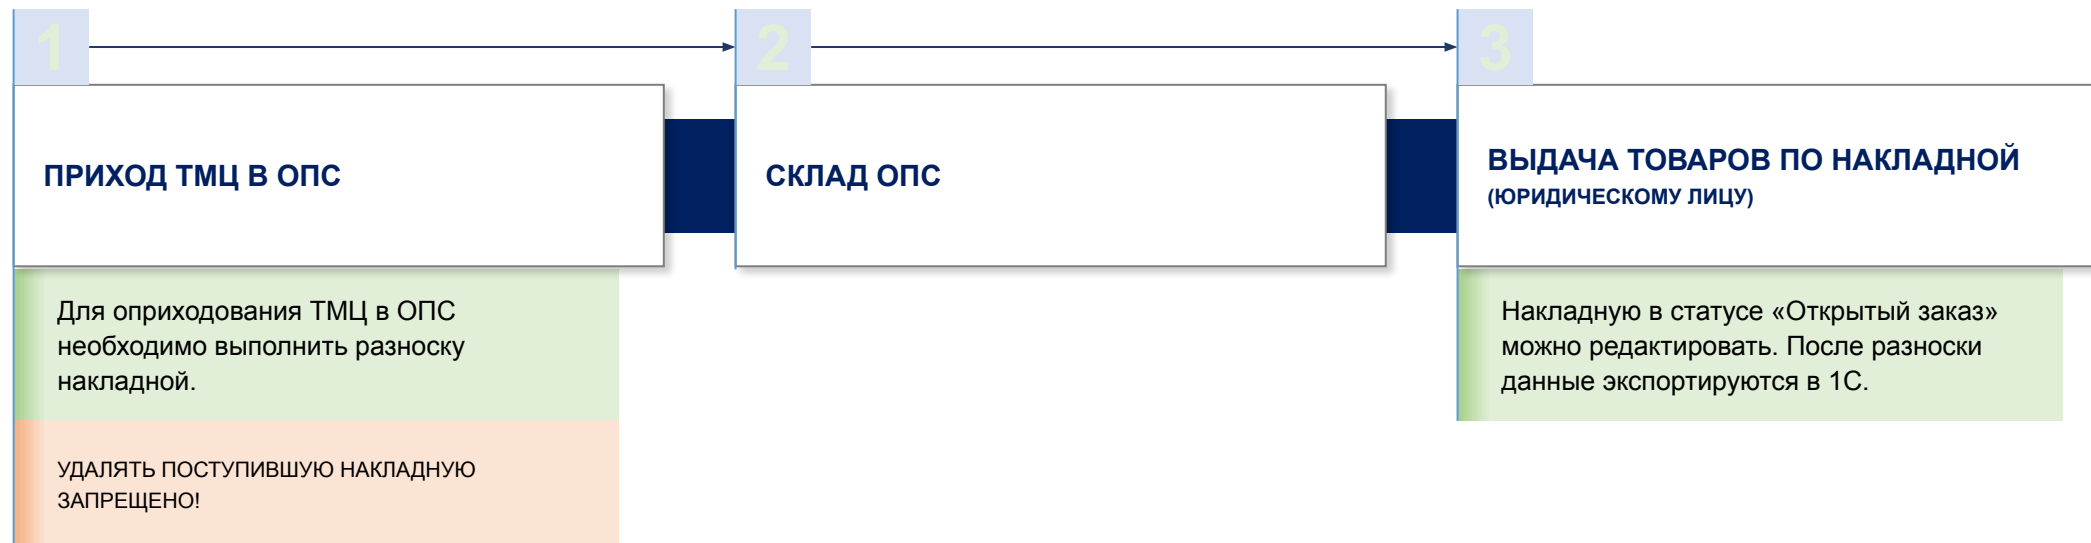 1
ПРИХОД ТМЦ В ОПС
Для оприходования ТМЦ в ОПС
необходимо выполнить разноску
накладной.
УДАЛЯТЬ ПОСТУПИВШУЮ НАКЛАДНУЮ
ЗАПРЕЩЕНО!
2
СКЛАД ОПС
3
ВЫДАЧА ТОВАРОВ ПО НАКЛАДНОЙ
(ЮРИДИЧЕСКОМУ ЛИЦУ)
Накладную в статусе «Открытый заказ»
можно редактировать. После разноски
данные экспортируются в 1С.